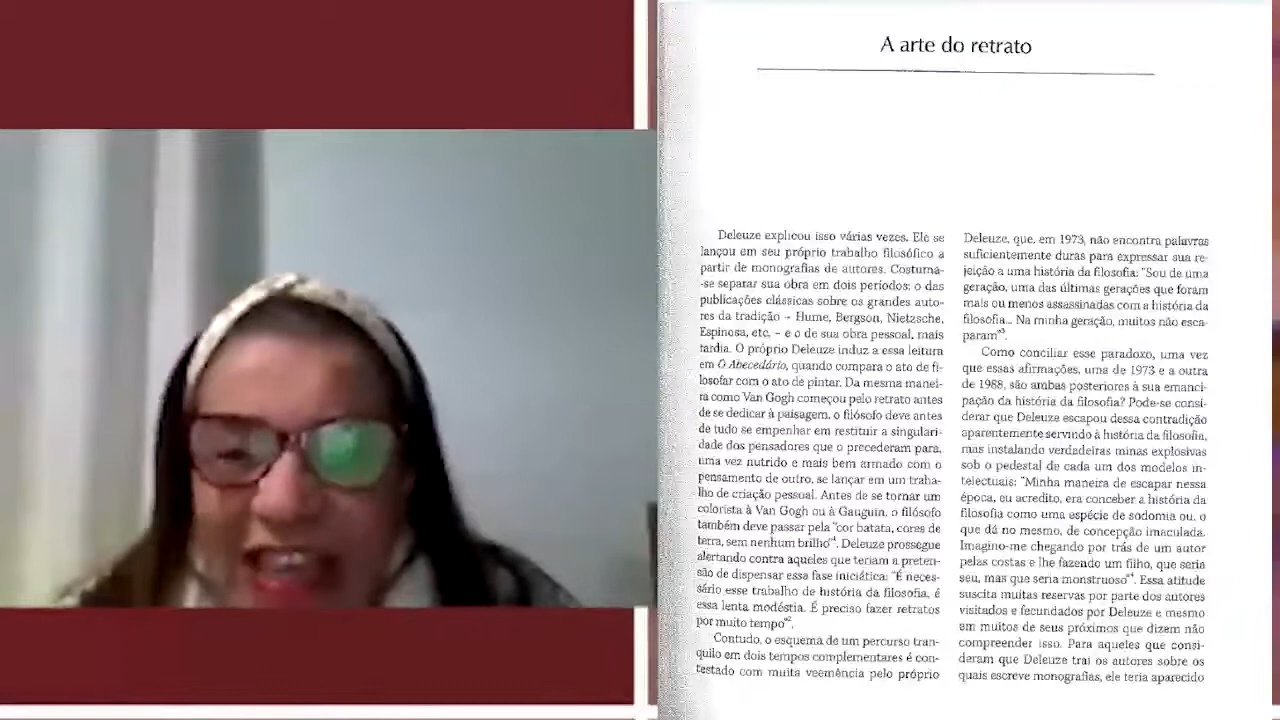 A arte do retrato
Deleuze explicou isso várias vezes. Ele se
lançou em seu próprio trabalho filosófico a
partir de monografias de autores. Costuma-
-se separar sua obra em dois períodos: o das
publicações clássicas sobre os grandes auto-
res da tradição – Hume, Bergson, Nietzsche,
Espinosa, etc. – e o de sua obra pessoal, mais
tardia. O próprio Deleuze induz a essa leitura
em O Abecedário, quando compara o ato de fi-
losofar com o ato de pintar. Da mesma manei-
ra como Van Gogh começou pelo retrato antes
de se dedicar à paisagem, o filósofo deve antes
de tudo se empenhar em restituir a singulari-
dade dos pensadores que o precederam para,
uma vez nutrido e mais bem armado com o
pensamento de outro, se lançar em um traba-
lho de criação pessoal. Antes de se tornar um
colorista à Van Gogh ou à Gauguin, o filósofo
também deve passar pela "cor batata, cores de
terra, sem nenhum brilho"¹. Deleuze prossegue
alertando contra aqueles que teriam a preten-
são de dispensar essa fase iniciática: "É neces-
sário esse trabalho de história da filosofia, é
essa lenta modéstia. É preciso fazer retratos
por muito tempo"².
Contudo, o esquema de um percurso tran-
quilo em dois tempos complementares é con-
testado com muita veemência pelo próprio
Deleuze, que, em 1973, não encontra palavras
suficientemente duras para expressar sua re-
jeição a uma história da filosofia: "Sou de uma
geração, uma das últimas gerações que foram
mais ou menos assassinadas com a história da
filosofia... Na minha geração, muitos não esca-
param"³.
Como conciliar esse paradoxo, uma vez
que essas afirmações, uma de 1973 e a outra
de 1988, são ambas posteriores à sua emanci-
pação da história da filosofia? Pode-se consi-
derar que Deleuze escapou dessa contradição
aparentemente servindo à história da filosofia,
mas instalando verdadeiras minas explosivas
sob o pedestal de cada um dos modelos in-
telectuais: "Minha maneira de escapar nessa
época, eu acredito, era conceber a história da
filosofia como uma espécie de sodomia ou, o
que dá no mesmo, de concepção imaculada.
Imagino-me chegando por trás de um autor
pelas costas e lhe fazendo um filho, que seria
seu, mas que seria monstruoso"⁴. Essa atitude
suscita muitas reservas por parte dos autores
visitados e fecundados por Deleuze e mesmo
em muitos de seus próximos que dizem não
compreender isso. Para aqueles que consi-
deram que Deleuze trai os autores sobre os
quais escreve monografias, ele teria aparecido